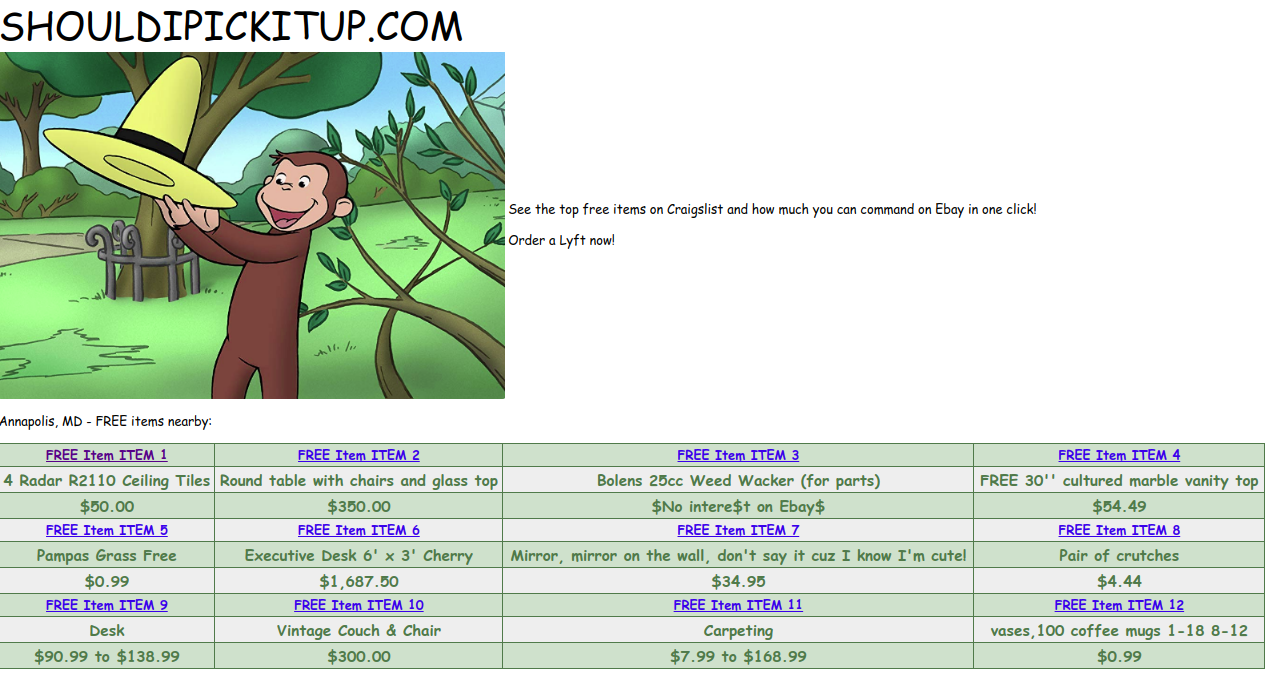 SHOULDIPICKITUP.COM
See the top free items on Craigslist and how much you can command on Ebay in one click!
Order a Lyft now!
Annapolis, MD - FREE items nearby:
FREE Item ITEM 1 FREE Item ITEM 2 FREE Item ITEM 3 FREE Item ITEM 4
4 Radar R2110 Ceiling Tiles Round table with chairs and glass top Bolens 25cc Weed Wacker (for parts) FREE 30'' cultured marble vanity top
$50.00 $350.00 $No intere$t on Ebay$ $54.49
FREE Item ITEM 5 FREE Item ITEM 6 FREE Item ITEM 7 FREE Item ITEM 8
Pampas Grass Free Executive Desk 6' x 3' Cherry Mirror, mirror on the wall, don't say it cuz I know I'm cute! Pair of crutches
$0.99 $1,687.50 $34.95 $4.44
FREE Item ITEM 9 FREE Item ITEM 10 FREE Item ITEM 11 FREE Item ITEM 12
Desk Vintage Couch & Chair Carpeting vases,100 coffee mugs 1-18 8-12
$90.99 to $138.99 $300.00 $7.99 to $168.99 $0.99